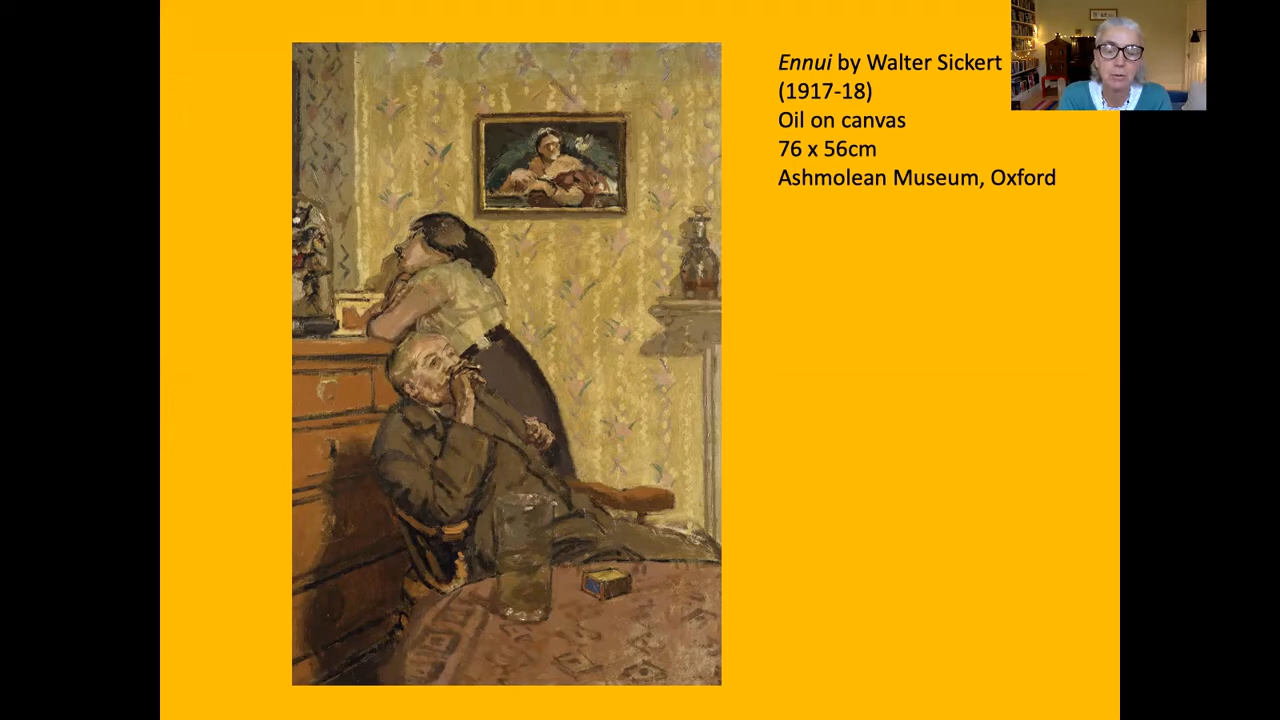 Ennui by Walter Sickert
(1917-18)
Oil on canvas
76 x 56cm
Ashmolean Museum, Oxford